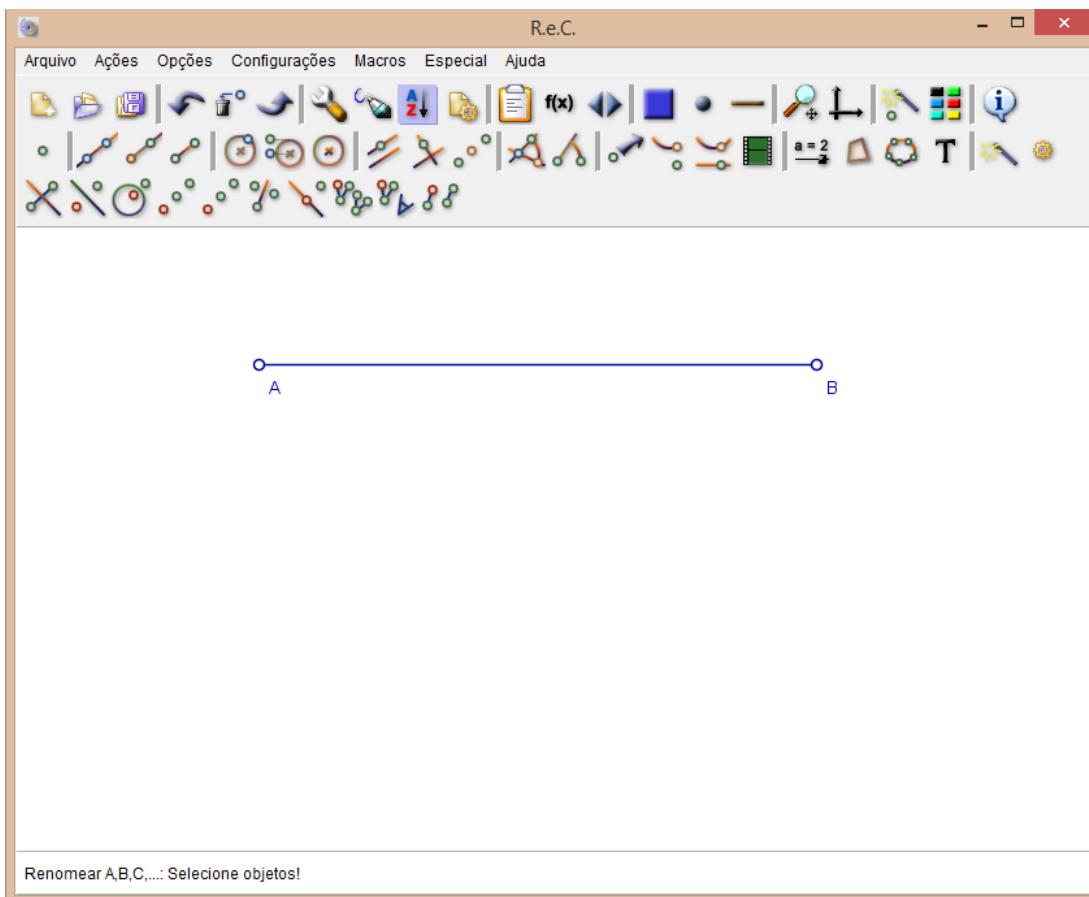 R.e.C.
Arquivo Ações Opções Configurações Macros Especial Ajuda
A Z f(x)
a = 2 T
A B
Renomear A,B,C,...: Selecione objetos!